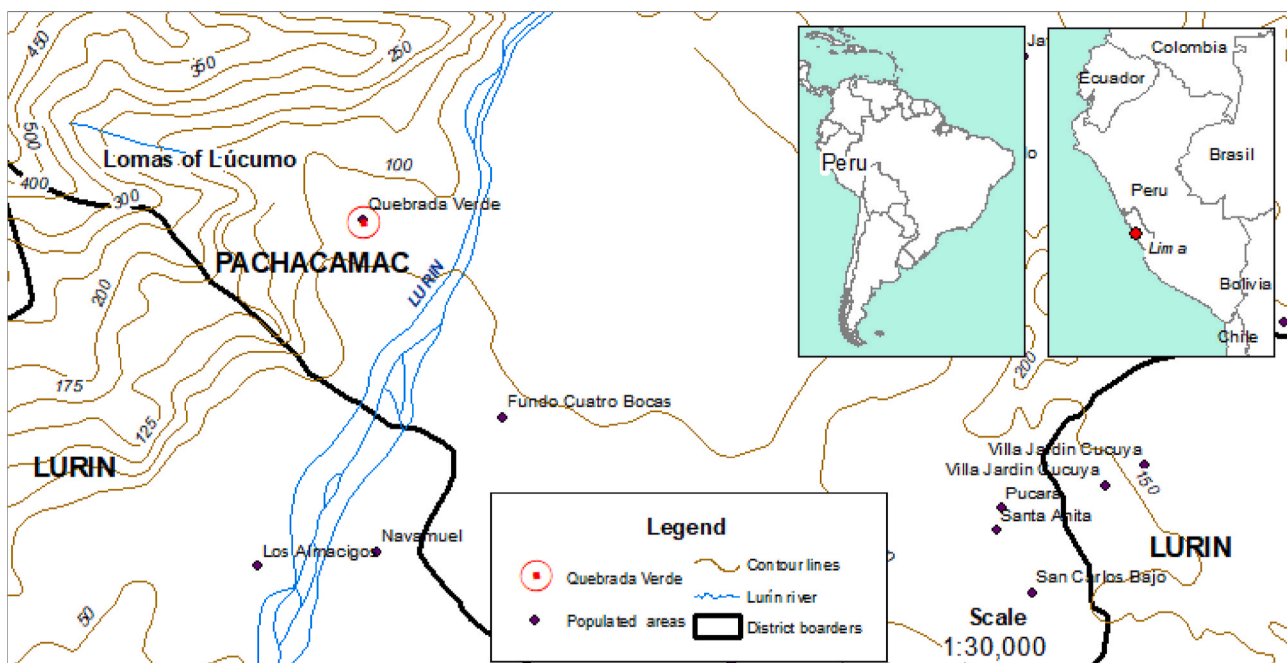 450
350
250
500
Lomas of Lúcumo
100
400
300
Quebrada Verde
PACHACAMAC
LURIN
200
175
125
LURIN
Fundo Cuatro Bocas
Los Almacigos
Navamuel
50
Peru
Colombia
Ecuador
Brasil
Peru
Lima
Bolivia
Chile
200
Villa Jardin Cucuya
Villa Jardin Cucuya
150
Pucara
Santa Anita
LURIN
San Carlos Bajo
Scale
1:30,000
Legend
Quebrada Verde
Populated areas
Contour lines
Lurín river
District boarders